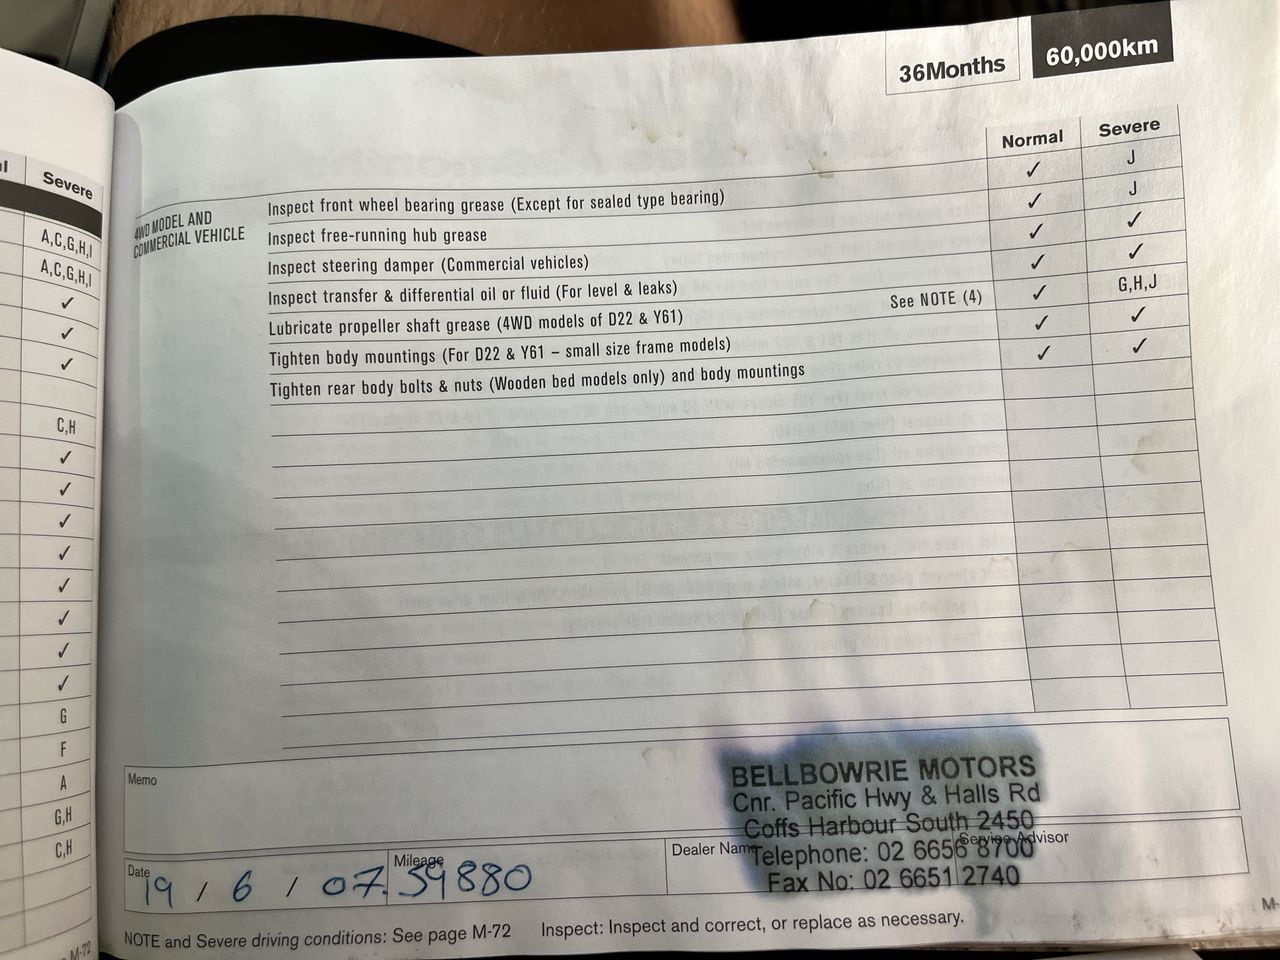 36Months 60,000km
Normal Severe
4WD MODEL AND
COMMERCIAL VEHICLE
Inspect front wheel bearing grease (Except for sealed type bearing) ✓ J
Inspect free-running hub grease ✓ J
Inspect steering damper (Commercial vehicles) ✓ ✓
Inspect transfer & differential oil or fluid (For level & leaks) ✓ ✓
Lubricate propeller shaft grease (4WD models of D22 & Y61) See NOTE (4) ✓ G,H,J
Tighten body mountings (For D22 & Y61 – small size frame models) ✓ ✓
Tighten rear body bolts & nuts (Wooden bed models only) and body mountings ✓ ✓
Memo
BELLBOWRIE MOTORS
Cnr. Pacific Hwy & Halls Rd
Coffs Harbour South 2450
Telephone: 02 6656 8700
Fax No: 02 6651 2740
Date 19 / 6 / 07.
Mileage 59880
Dealer Name
Service Advisor
NOTE and Severe driving conditions: See page M-72 Inspect: Inspect and correct, or replace as necessary.
Severe
A,C,G,H,I
A,C,G,H,I
✓
✓
✓
C,H
✓
✓
✓
✓
✓
✓
✓
✓
G
F
A
G,H
C,H
M-72